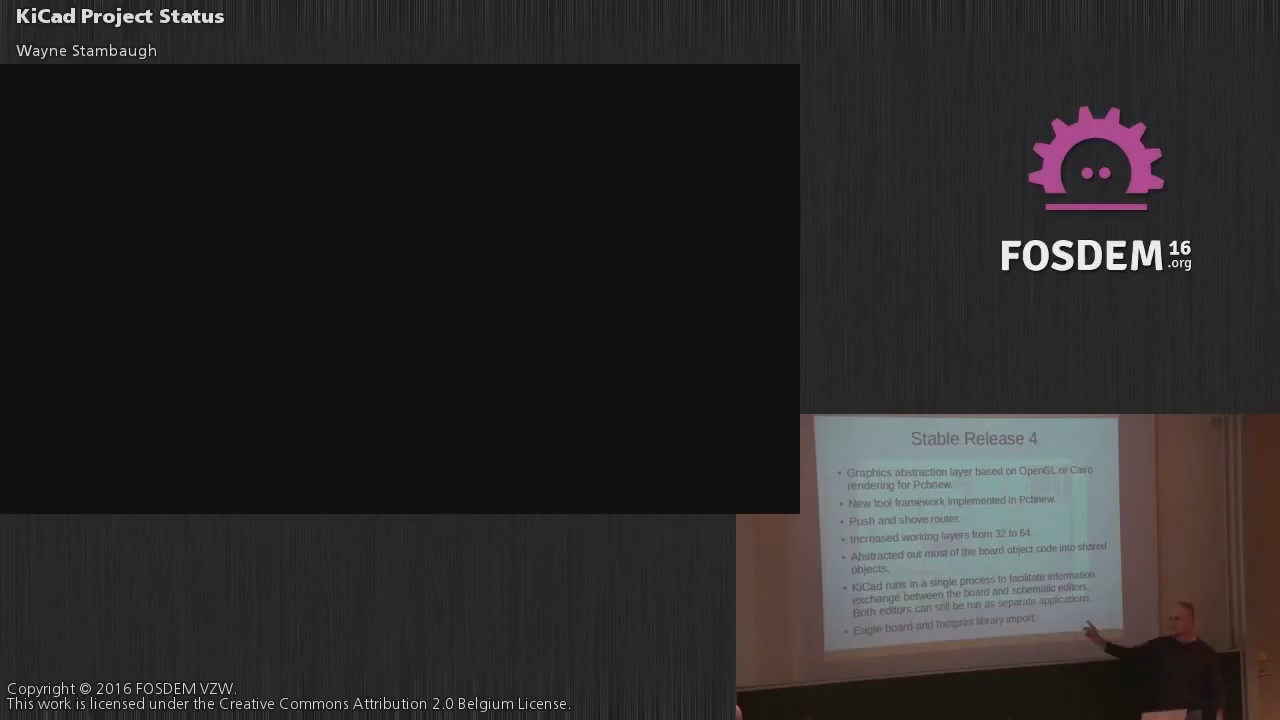 KiCad Project Status
Wayne Stambaugh
FOSDEM 16
.org
Stable Release 4
• Graphics abstraction layer based on OpenGL or Cairo
rendering for Pcbnew.
• New tool framework implemented in Pcbnew.
• Push and shove router.
• Increased working layers from 32 to 64.
• Abstracted out most of the board object code into shared
objects.
• KiCad runs in a single process to facilitate information
exchange between the board and schematic editors.
Both editors can still be run as separate applications.
• Eagle board and footprint library import.
Copyright © 2016 FOSDEM VZW.
This work is licensed under the Creative Commons Attribution 2.0 Belgium License.